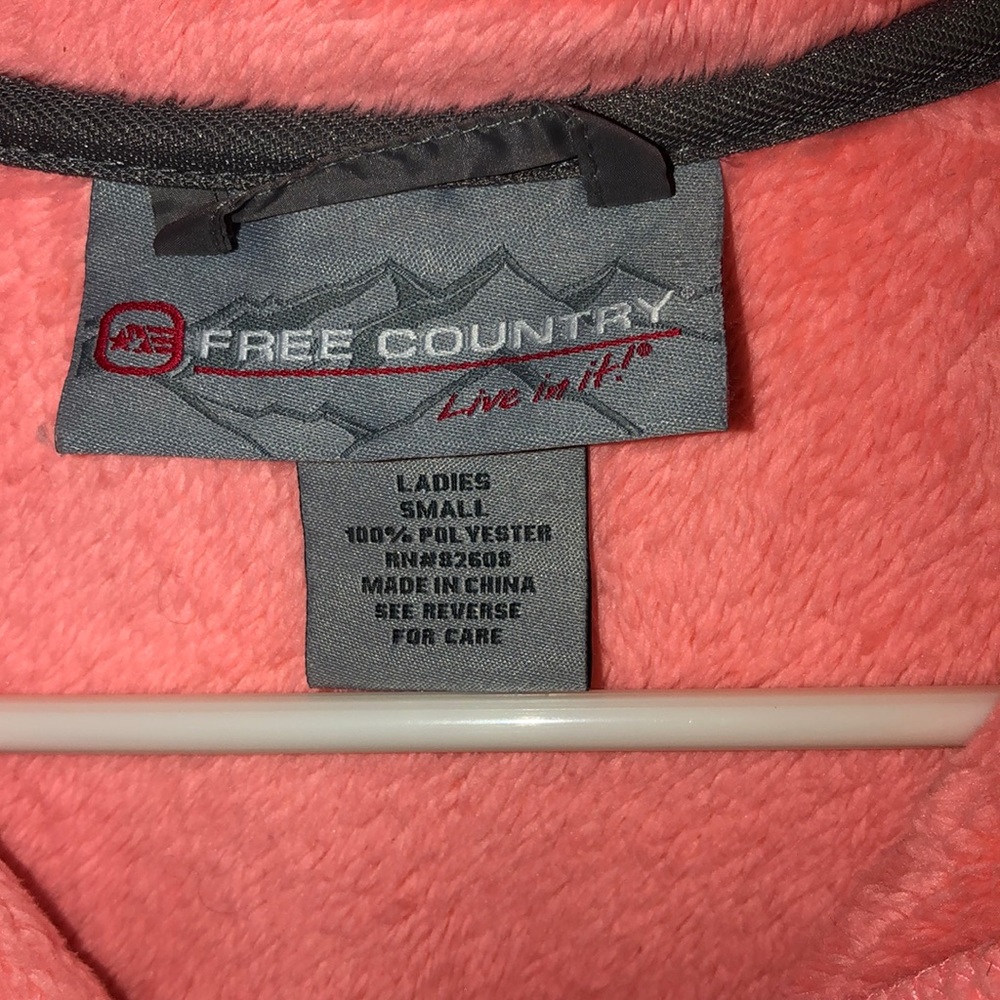 FREE COUNTRY
Live in it!®
LADIES
SMALL
100% POLYESTER
RN#82608
MADE IN CHINA
SEE REVERSE
FOR CARE